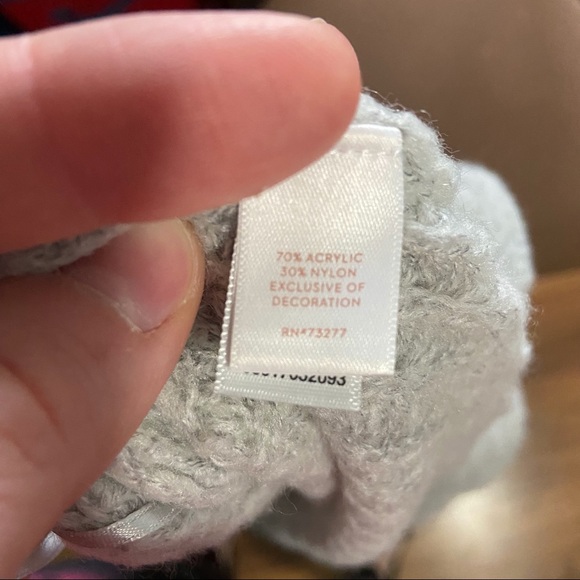 70% ACRYLIC
30% NYLON
EXCLUSIVE OF
DECORATION
RN#73277